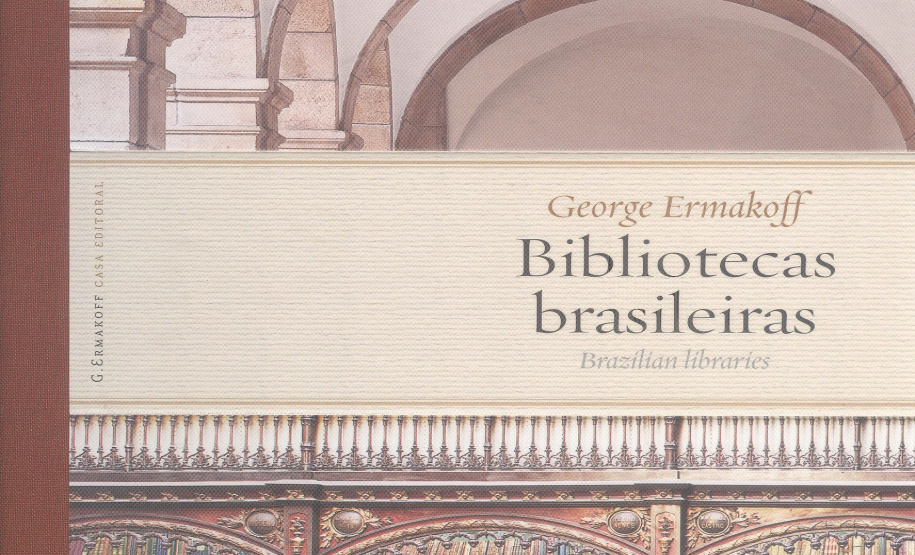 George Ermakoff
Bibliotecas
brasileiras
Brazilian libraries
G. ERMAKOFF CASA EDITORIAL